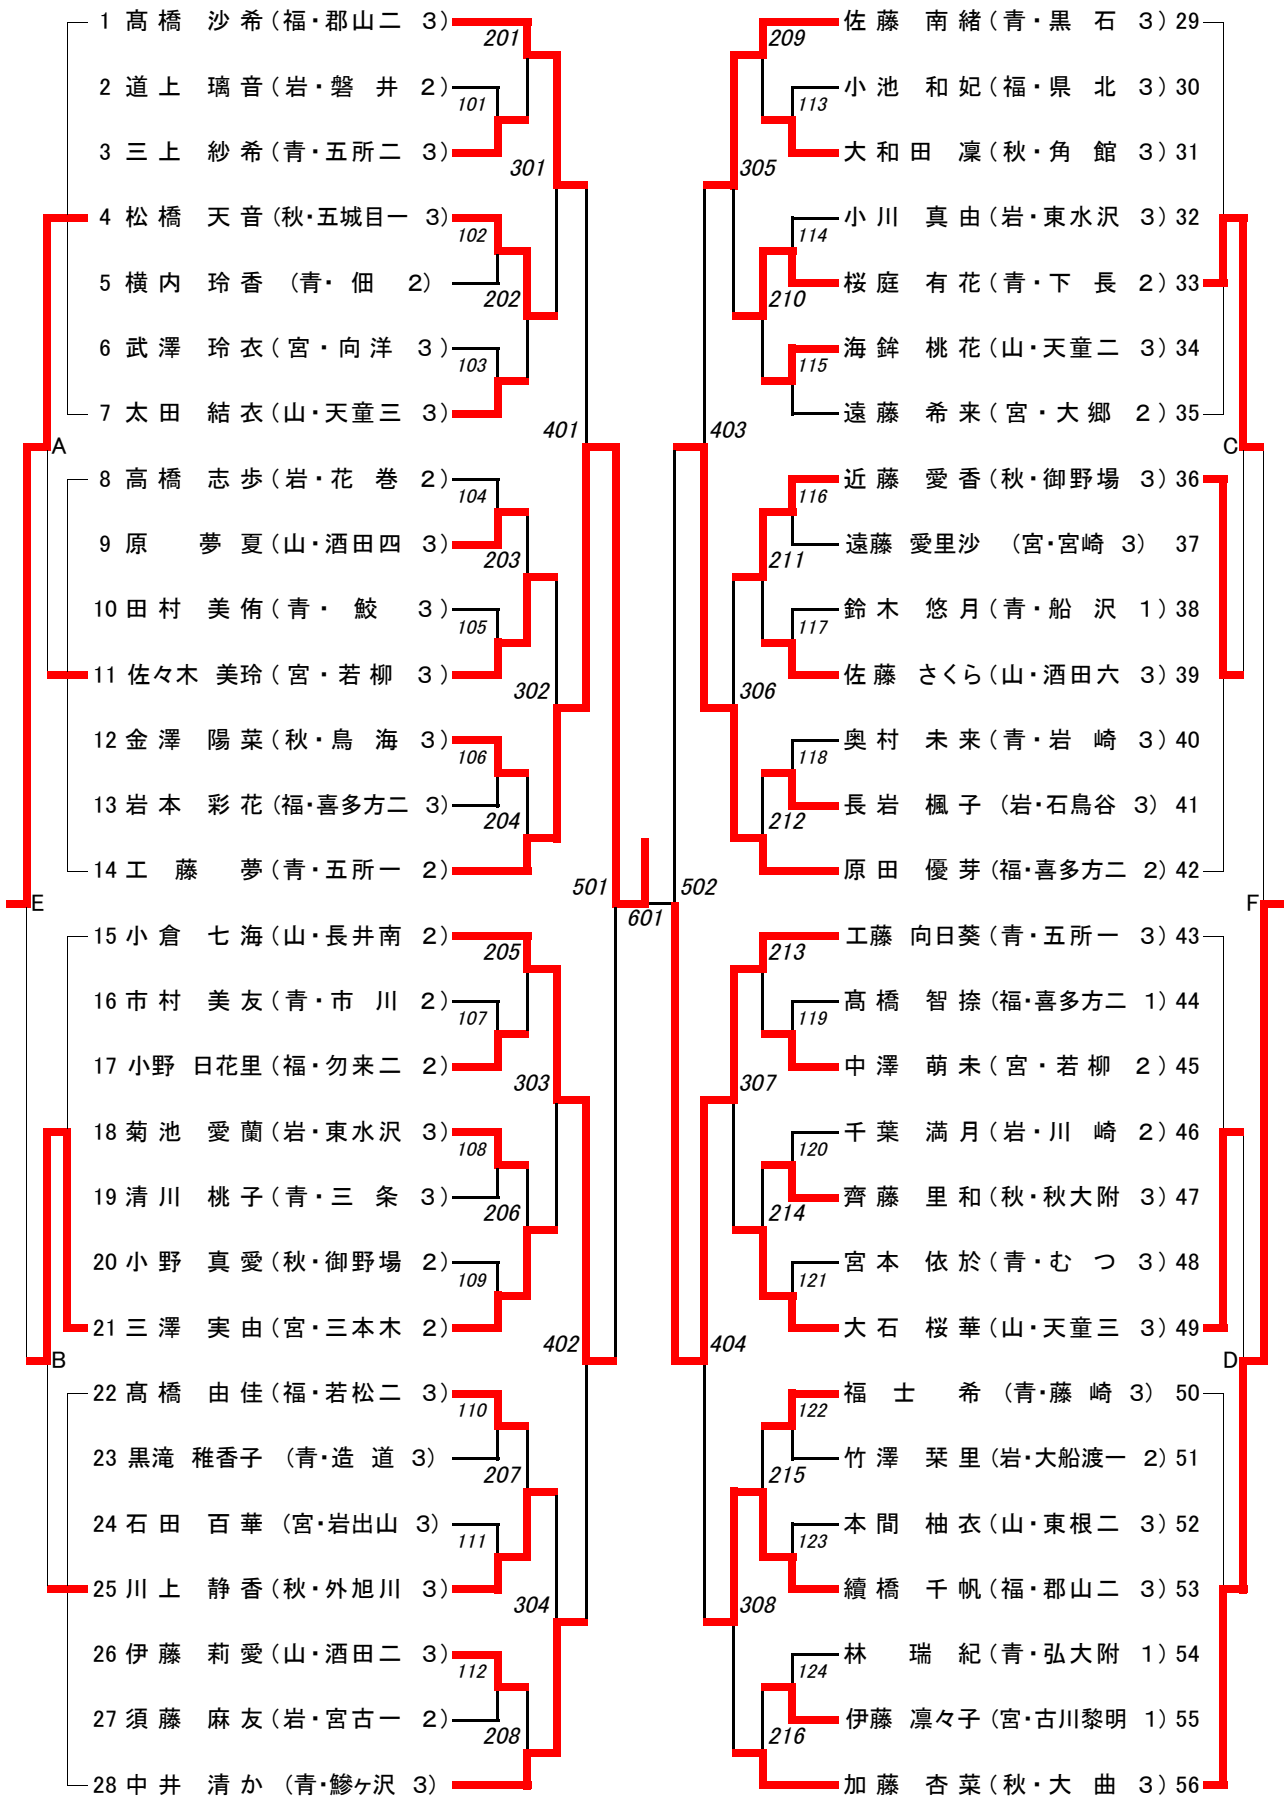 1 髙橋 沙希 (福・郡山二 3)
201
2 道上 璃音 (岩・磐井 2)
101
3 三上 紗希 (青・五所二 3)
301
4 松橋 天音 (秋・五城目一 3)
102
5 横内 玲香 (青・佃 2)
202
6 武澤 玲衣 (宮・向洋 3)
103
7 太田 結衣 (山・天童三 3)
401
A
8 高橋 志歩 (岩・花巻 2)
104
9 原 夢夏 (山・酒田四 3)
203
10 田村 美侑 (青・鮫 3)
105
11 佐々木 美玲 (宮・若柳 3)
302
12 金澤 陽菜 (秋・鳥海 3)
106
13 岩本 彩花 (福・喜多方二 3)
204
14 工藤 夢 (青・五所一 2)
501
E
15 小倉 七海 (山・長井南 2)
205
16 市村 美友 (青・市川 2)
107
17 小野 日花里 (福・勿来二 2)
303
18 菊池 愛蘭 (岩・東水沢 3)
108
19 清川 桃子 (青・三条 3)
206
20 小野 真愛 (秋・御野場 2)
109
21 三澤 実由 (宮・三本木 2)
402
B
22 髙橋 由佳 (福・若松二 3)
110
23 黒滝 稚香子 (青・造道 3)
207
24 石田 百華 (宮・岩出山 3)
111
25 川上 静香 (秋・外旭川 3)
304
26 伊藤 莉愛 (山・酒田二 3)
112
27 須藤 麻友 (岩・宮古一 2)
208
28 中井 清か (青・鰺ヶ沢 3)
601
佐藤 南緒 (青・黒石 3) 29
209
小池 和妃 (福・県北 3) 30
113
大和田 凜 (秋・角館 3) 31
305
小川 真由 (岩・東水沢 3) 32
114
桜庭 有花 (青・下長 2) 33
210
海鉾 桃花 (山・天童二 3) 34
115
遠藤 希来 (宮・大郷 2) 35
403
C
近藤 愛香 (秋・御野場 3) 36
116
遠藤 愛里沙 (宮・宮崎 3) 37
211
鈴木 悠月 (青・船沢 1) 38
117
佐藤 さくら (山・酒田六 3) 39
306
奥村 未来 (青・岩崎 3) 40
118
長岩 楓子 (岩・石鳥谷 3) 41
212
原田 優芽 (福・喜多方二 2) 42
502
F
工藤 向日葵 (青・五所一 3) 43
213
髙橋 智捺 (福・喜多方二 1) 44
119
中澤 萌未 (宮・若柳 2) 45
307
千葉 満月 (岩・川崎 2) 46
120
齊藤 里和 (秋・秋大附 3) 47
214
宮本 依於 (青・むつ 3) 48
121
大石 桜華 (山・天童三 3) 49
404
D
福士 希 (青・藤崎 3) 50
122
竹澤 栞里 (岩・大船渡一 2) 51
215
本間 柚衣 (山・東根二 3) 52
123
續橋 千帆 (福・郡山二 3) 53
308
林 瑞紀 (青・弘大附 1) 54
124
伊藤 凛々子 (宮・古川黎明 1) 55
216
加藤 杏菜 (秋・大曲 3) 56